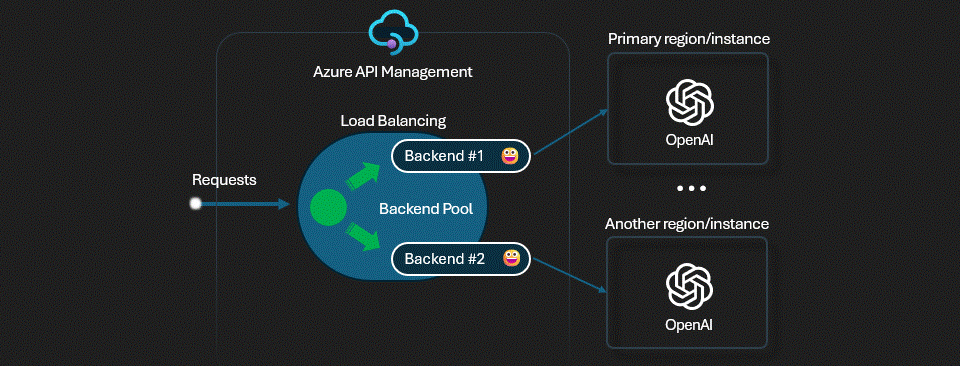 Azure API Management
Load Balancing
Requests
Backend #1
Backend Pool
Backend #2
Primary region/instance
OpenAI
•••
Another region/instance
OpenAI